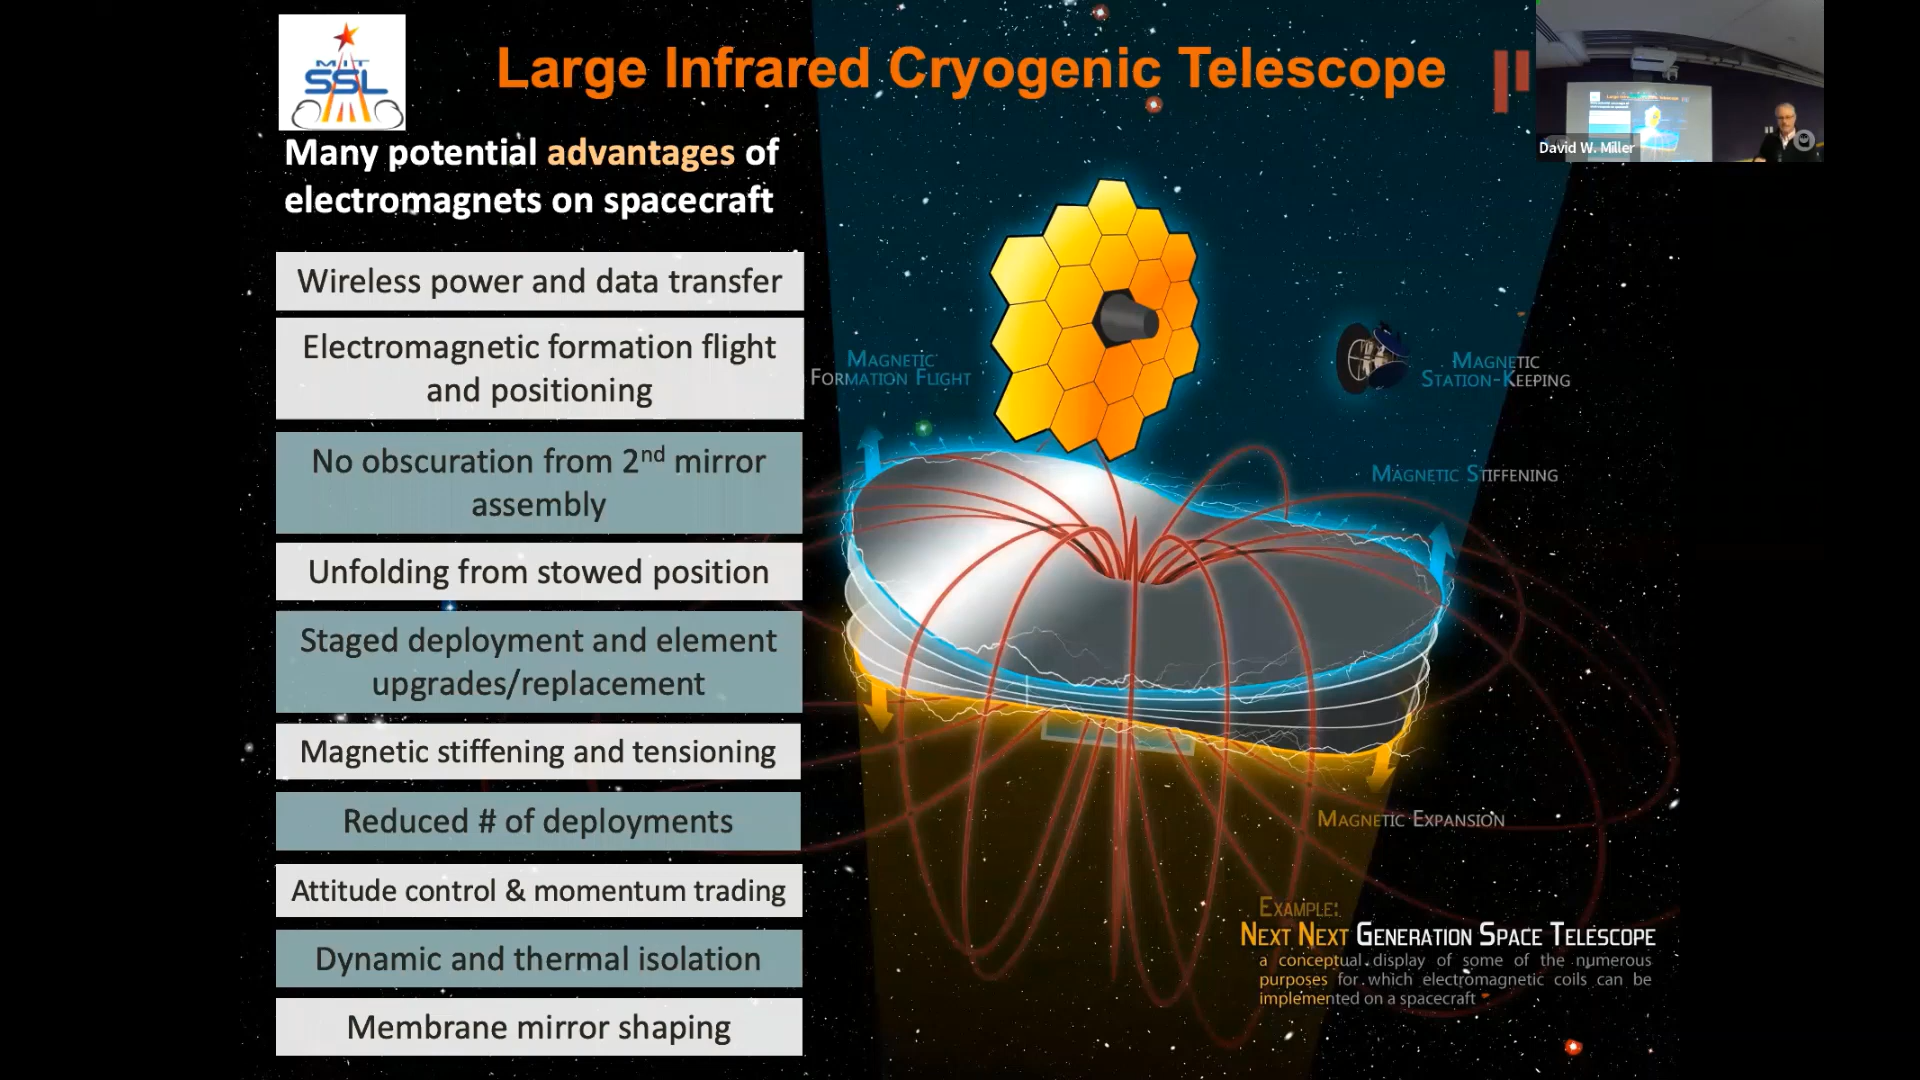 MIT
SSL
Large Infrared Cryogenic Telescope
David W. Miller
Many potential advantages of
electromagnets on spacecraft
Wireless power and data transfer
Electromagnetic formation flight
and positioning
No obscuration from 2nd mirror
assembly
Unfolding from stowed position
Staged deployment and element
upgrades/replacement
Magnetic stiffening and tensioning
Reduced # of deployments
Attitude control & momentum trading
Dynamic and thermal isolation
Membrane mirror shaping
MAGNETIC
FORMATION FLIGHT
MAGNETIC
STATION-KEEPING
MAGNETIC STIFFENING
MAGNETIC EXPANSION
EXAMPLE:
NEXT NEXT GENERATION SPACE TELESCOPE
a conceptual display of some of the numerous
purposes for which electromagnetic coils can be
implemented on a spacecraft